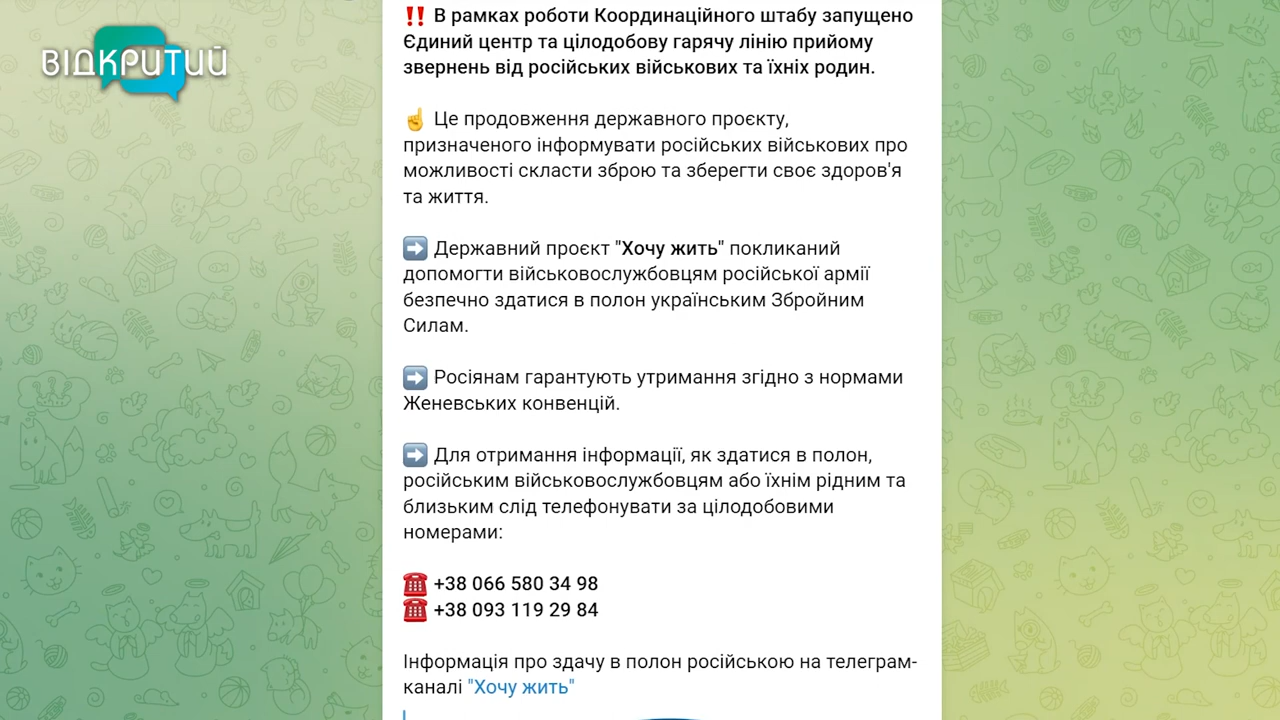 ВІДКРИТИЙ
‼ В рамках роботи Координаційного штабу запущено
Єдиний центр та цілодобову гарячу лінію прийому
звернень від російських військових та їхніх родин.
☝ Це продовження державного проєкту,
призначеного інформувати російських військових про
можливості скласти зброю та зберегти своє здоров'я
та життя.
➡ Державний проєкт "Хочу жить" покликаний
допомогти військовослужбовцям російської армії
безпечно здатися в полон українським Збройним
Силам.
➡ Росіянам гарантують утримання згідно з нормами
Женевських конвенцій.
➡ Для отримання інформації, як здатися в полон,
російським військовослужбовцям або їхнім рідним та
близьким слід телефонувати за цілодобовими
номерами:
☎ +38 066 580 34 98
☎ +38 093 119 29 84
Інформація про здачу в полон російською на телеграм-
каналі "Хочу жить"